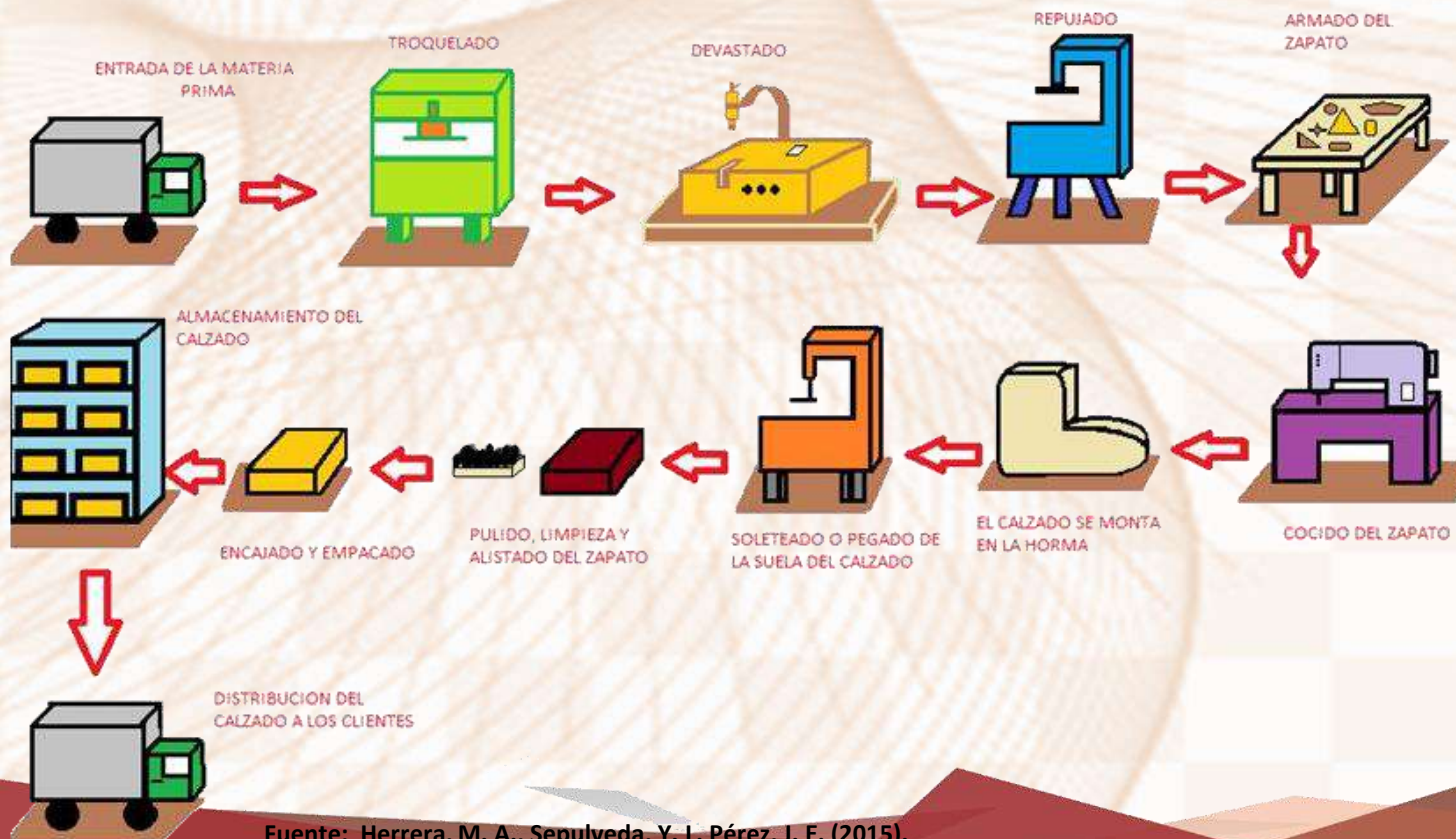 ENTRADA DE LA MATERIA
PRIMA
TROQUELADO
DEVASTADO
REPUJADO
ARMADO DEL
ZAPATO
COCIDO DEL ZAPATO
EL CALZADO SE MONTA
EN LA HORMA
SOLETEADO O PEGADO DE
LA SUELA DEL CALZADO
PULIDO, LIMPIEZA Y
ALISTADO DEL ZAPATO
ENCAJADO Y EMPACADO
ALMACENAMIENTO DEL
CALZADO
DISTRIBUCION DEL
CALZADO A LOS CLIENTES
Fuente: Herrera, M. A., Sepulveda, Y. L, Pérez, J. E. (2015).